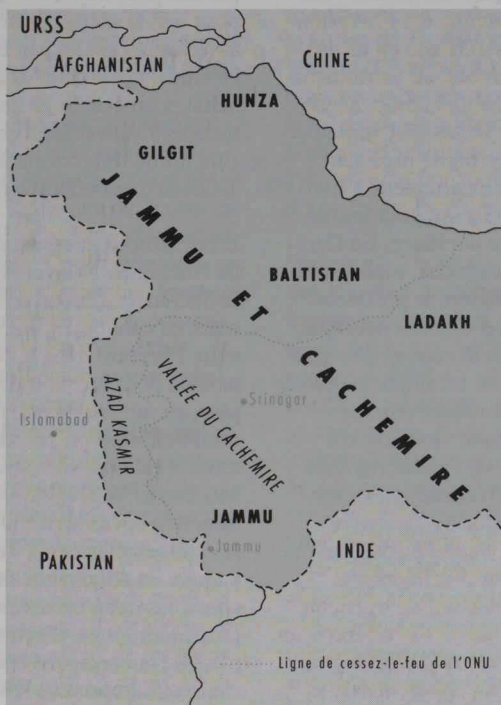 URSS
AFGHANISTAN
CHINE
HUNZA
GILGIT
JAMMU ET CACHEMIRE
BALTISTAN
LADAKH
VALLÉE DU CACHEMIRE
AZAD KASMIR
Srinagar
Islamabad
JAMMU
Jammu
INDE
PAKISTAN
Ligne de cessez-le-feu de l'ONU